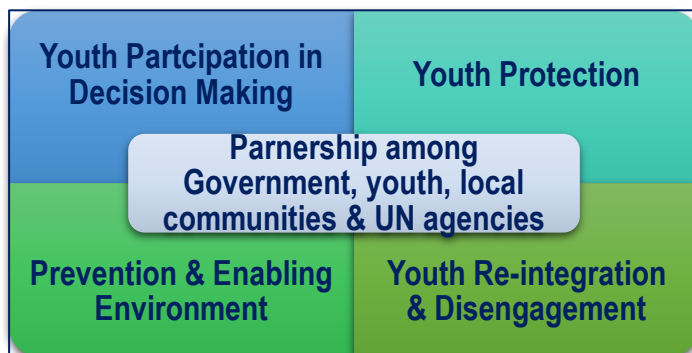 Youth Partcipation in
Decision Making
Youth Protection
Parnership among
Government, youth, local
communities & UN agencies
Prevention & Enabling
Environment
Youth Re-integration
& Disengagement